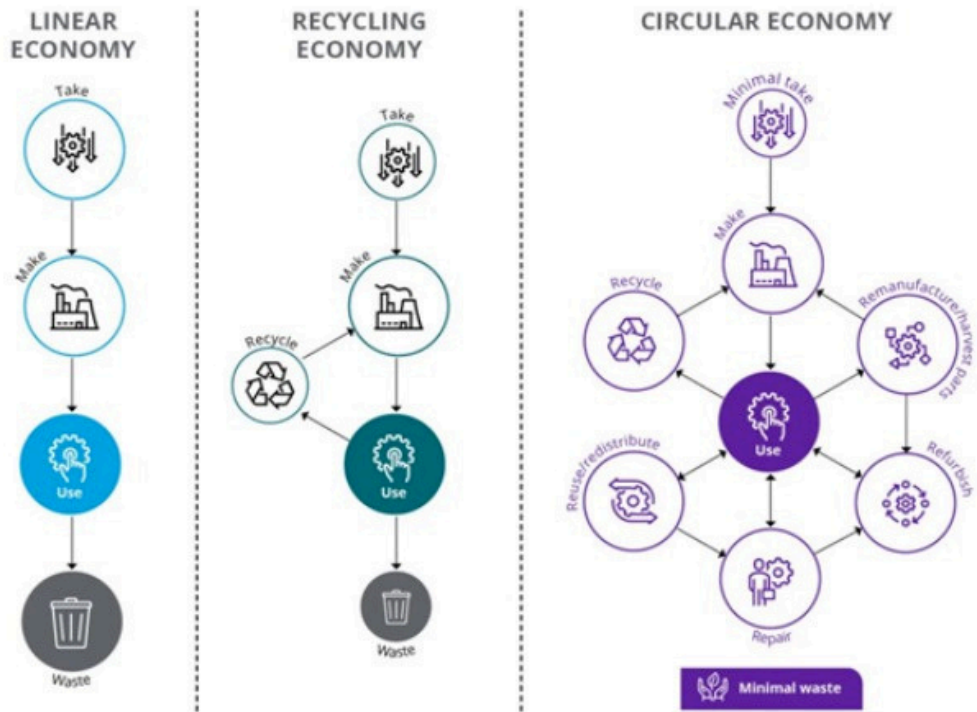 LINEAR
ECONOMY
Take
Make
Use
Waste
RECYCLING
ECONOMY
Take
Make
Recycle
Use
Waste
CIRCULAR ECONOMY
Minimal take
Make
Recycle
Remanufacture/harvest parts
Use
Reuse/redistribute
Refurbish
Repair
Minimal waste